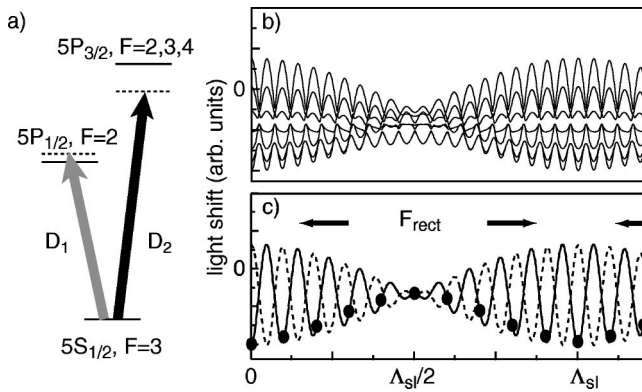 a)
5P3/2, F=2,3,4
5P1/2, F=2
D1
D2
5S1/2, F=3
b)
0
light shift (arb. units)
c)
Frect
0
0
Λsl/2
Λsl